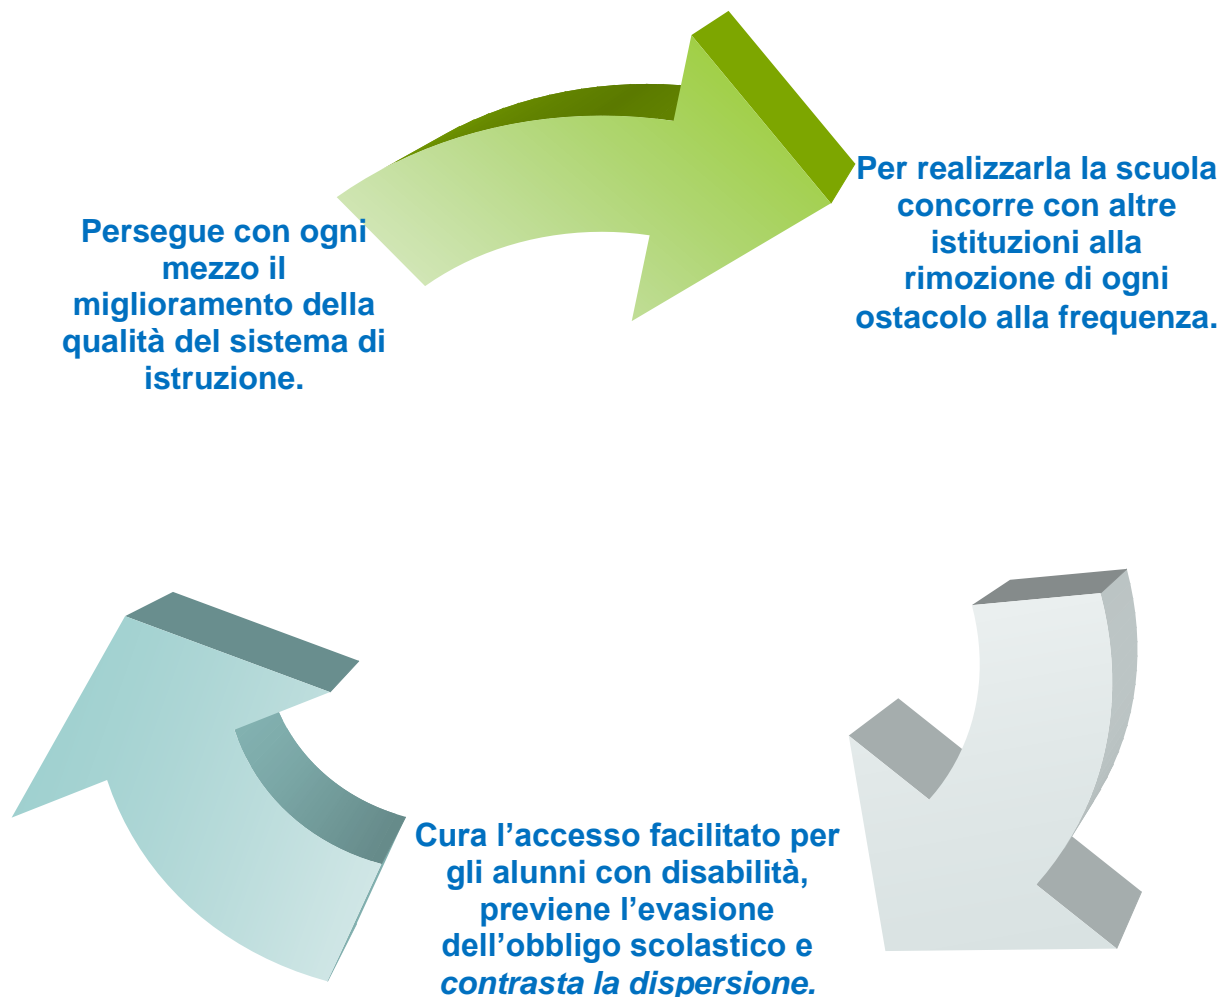 Persegue con ogni
mezzo il
miglioramento della
qualità del sistema di
istruzione.
Per realizzarla la scuola
concorre con altre
istituzioni alla
rimozione di ogni
ostacolo alla frequenza.
Cura l’accesso facilitato per
gli alunni con disabilità,
previene l’evasione
dell’obbligo scolastico e
contrasta la dispersione.